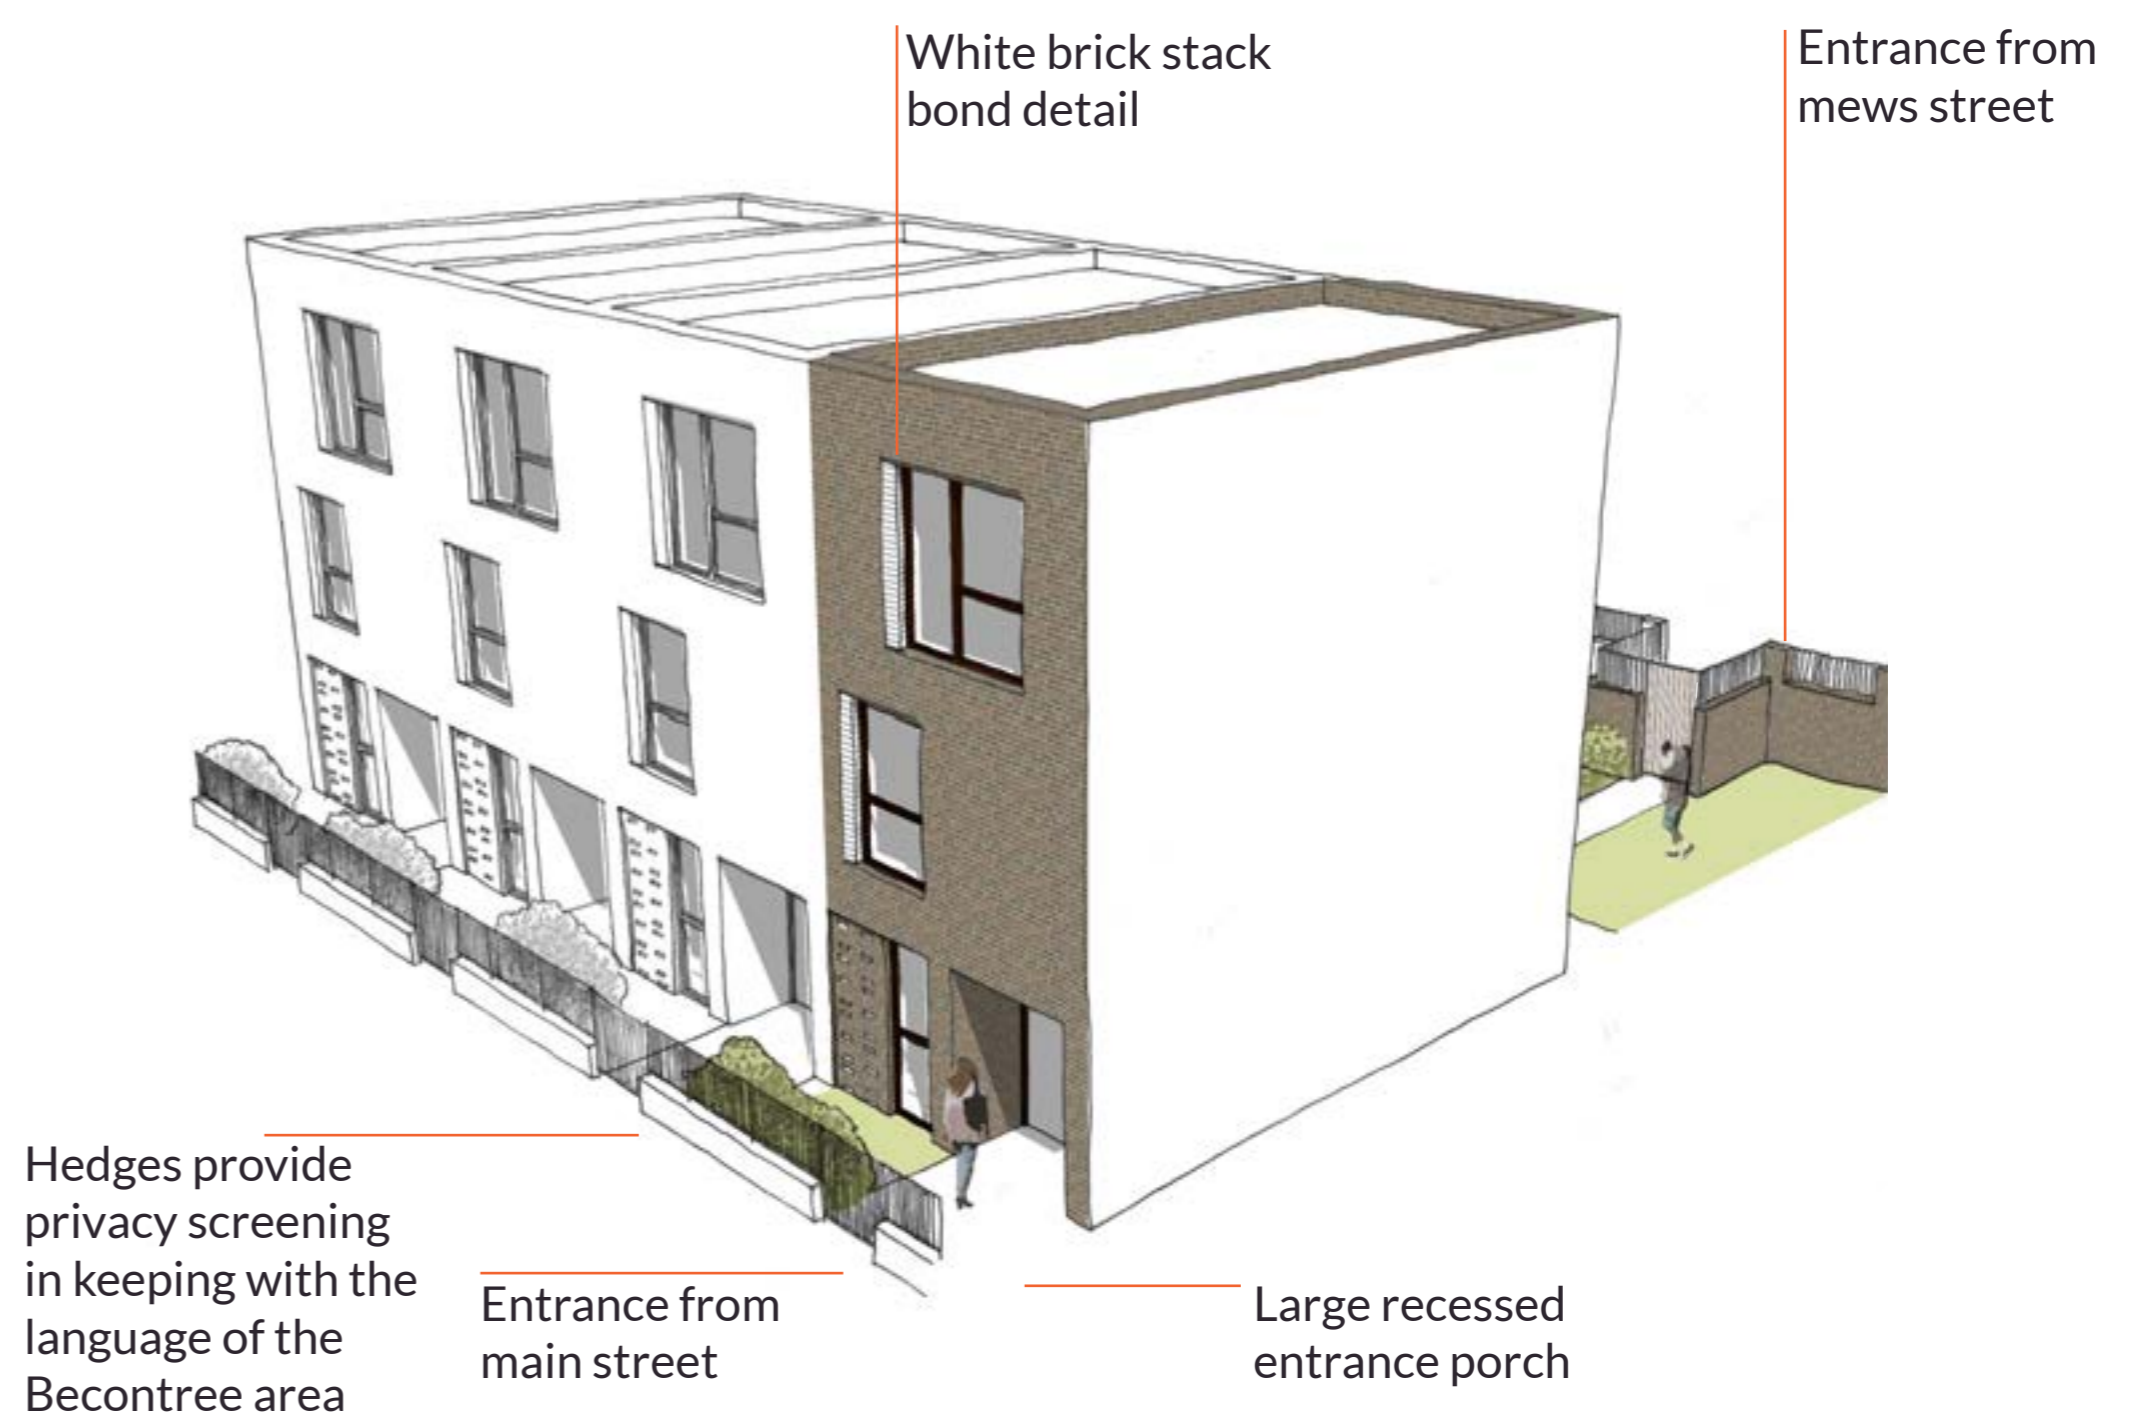 White brick stack
bond detail
Entrance from
mews street
Hedges provide
privacy screening
in keeping with the
language of the
Becontree area
Entrance from
main street
Large recessed
entrance porch